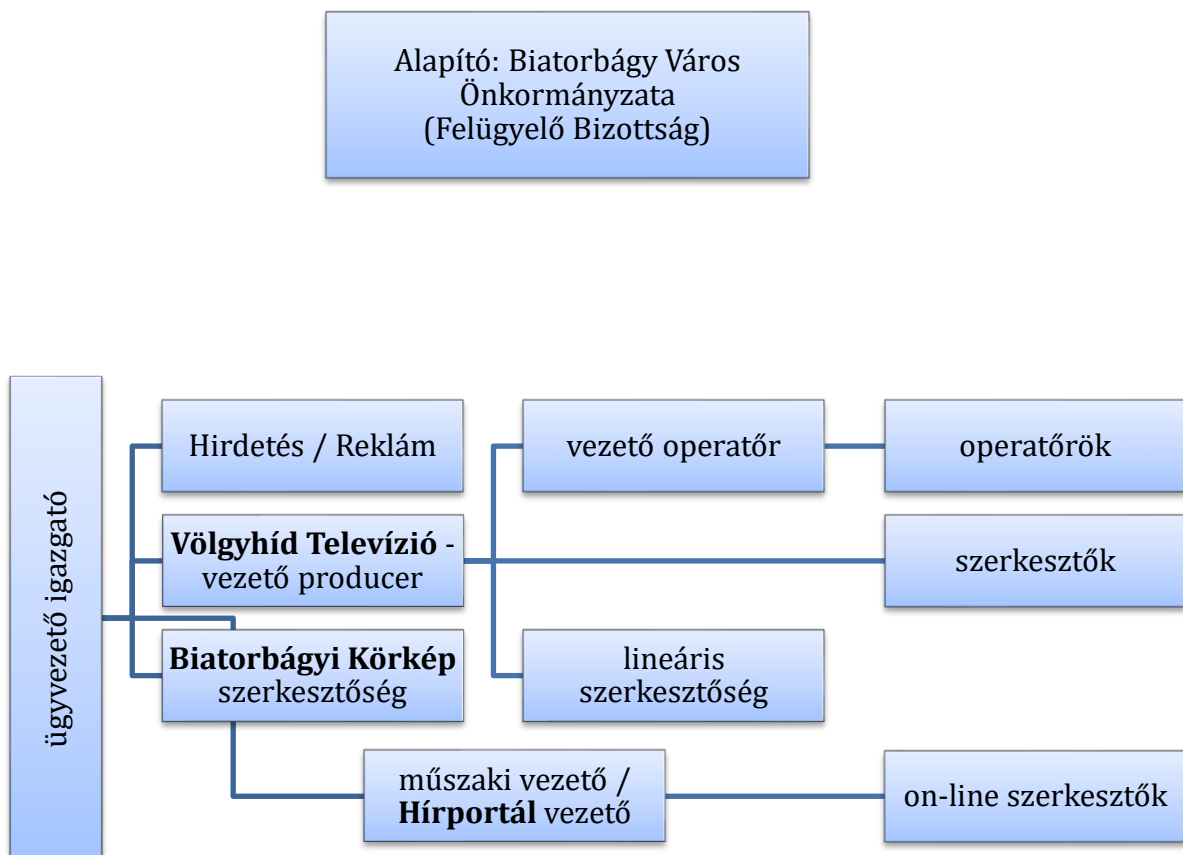 Alapító: Biatorbágy Város
Önkormányzata
(Felügyelő Bizottság)
ügyvezető igazgató
Hirdetés / Reklám
vezető operatőr
operatőrök
Völgyhíd Televízió -
vezető producer
szerkesztők
Biatorbágyi Körkép
szerkesztőség
lineáris
szerkesztőség
műszaki vezető /
Hírportál vezető
on-line szerkesztők